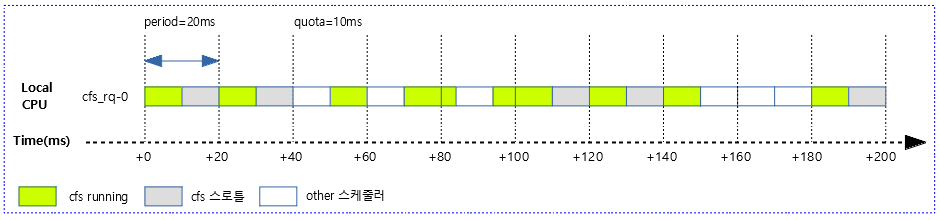 period=20ms quota=10ms
Local
CPU
cfs_rq-0
Time(ms)
+0 +20 +40 +60 +80 +100 +120 +140 +160 +180 +200
cfs running cfs 스로틀 other 스케줄러